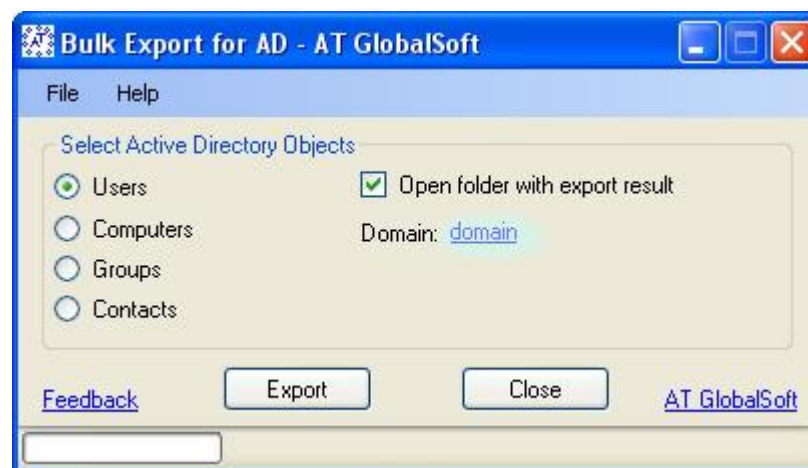 AT Bulk Export for AD - AT GlobalSoft
File Help
Select Active Directory Objects
Users
Open folder with export result
Computers
Domain: domain
Groups
Contacts
Feedback
Export
Close
AT GlobalSoft